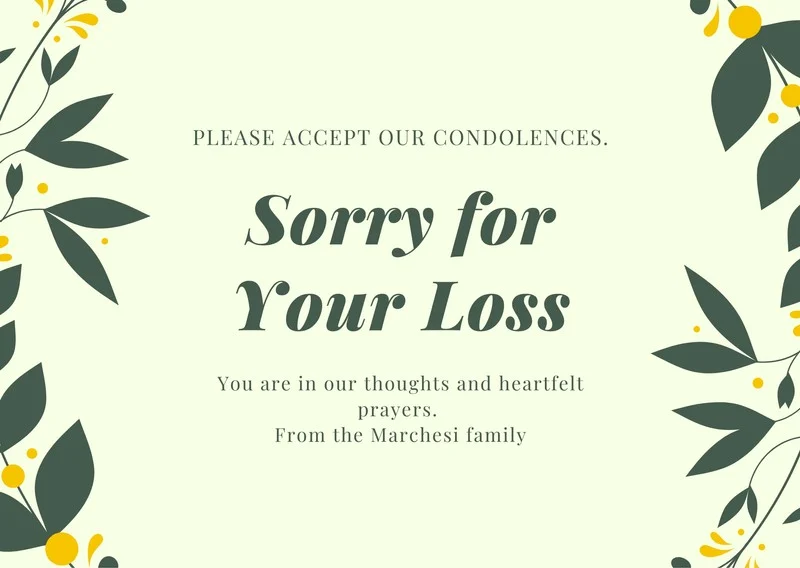 PLEASE ACCEPT OUR CONDOLENCES.
Sorry for
Your Loss
You are in our thoughts and heartfelt
prayers.
From the Marchesi family